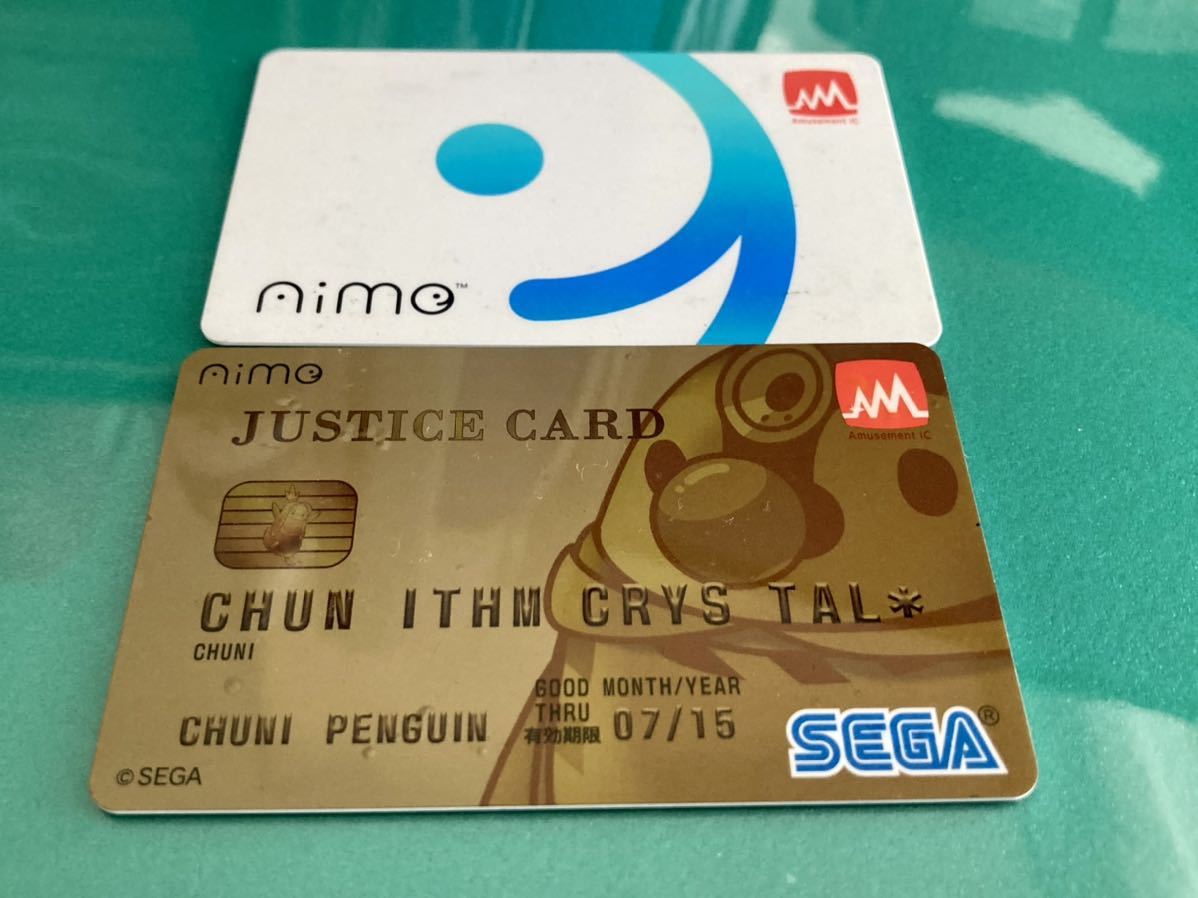 Amusement IC
Aime™
Aime
JUSTICE CARD
Amusement IC
CHUN ITHM CRYS TAL*
CHUNI
GOOD MONTH/YEAR
THRU
有効期限 07/15
CHUNI PENGUIN
SEGA®
©SEGA